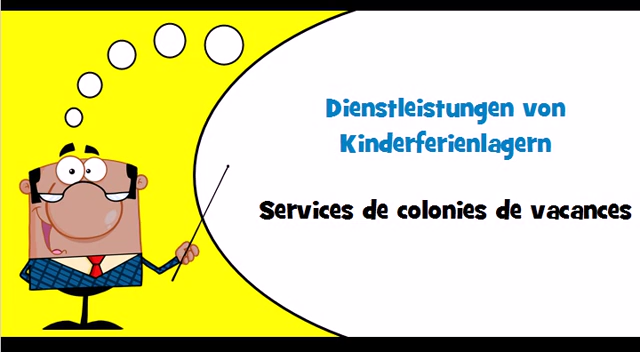 Dienstleistungen von
Kinderferienlagern
Services de colonies de vacances